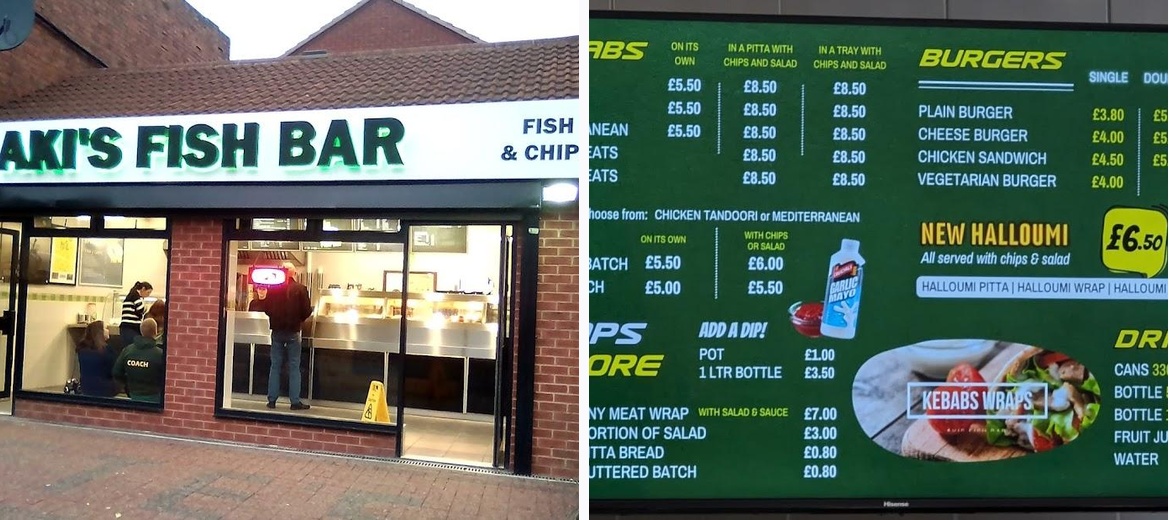 AKI'S FISH BAR
FISH
& CHIP
COACH
ABS
ON ITS
OWN
IN A PITTA WITH
CHIPS AND SALAD
IN A TRAY WITH
CHIPS AND SALAD
£5.50 £8.50 £8.50
£5.50 £8.50 £8.50
ANEAN £5.50 £8.50 £8.50
EATS £8.50 £8.50
EATS £8.50 £8.50
hoose from: CHICKEN TANDOORI or MEDITERRANEAN
ON ITS OWN
WITH CHIPS
OR SALAD
BATCH £5.50 £6.00
CH £5.00 £5.50
GARLIC
MAYO
PS
ORE
ADD A DIP!
POT £1.00
1 LTR BOTTLE £3.50
NY MEAT WRAP WITH SALAD & SAUCE £7.00
ORTION OF SALAD £3.00
TTA BREAD £0.80
UTTERED BATCH £0.80
BURGERS
SINGLE DOU
PLAIN BURGER £3.80 £5
CHEESE BURGER £4.00 £5
CHICKEN SANDWICH £4.50 £5
VEGETARIAN BURGER £4.00
NEW HALLOUMI
All served with chips & salad
£6.50
HALLOUMI PITTA | HALLOUMI WRAP | HALLOUMI
KEBABS WRAPS
DRI
CANS 330
BOTTLE
BOTTLE
FRUIT JU
WATER
Hisense